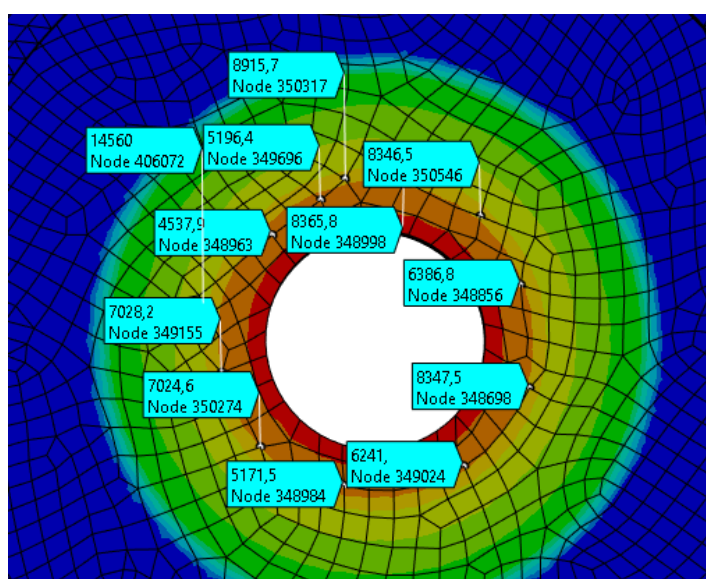 8915,7
Node 350317
14560
Node 406072
5196,4
Node 349696
8346,5
Node 350546
4537,9
Node 348963
8365,8
Node 348998
6386,8
Node 348856
7028,2
Node 349155
7024,6
Node 350274
8347,5
Node 348698
6241,
Node 349024
5171,5
Node 348984